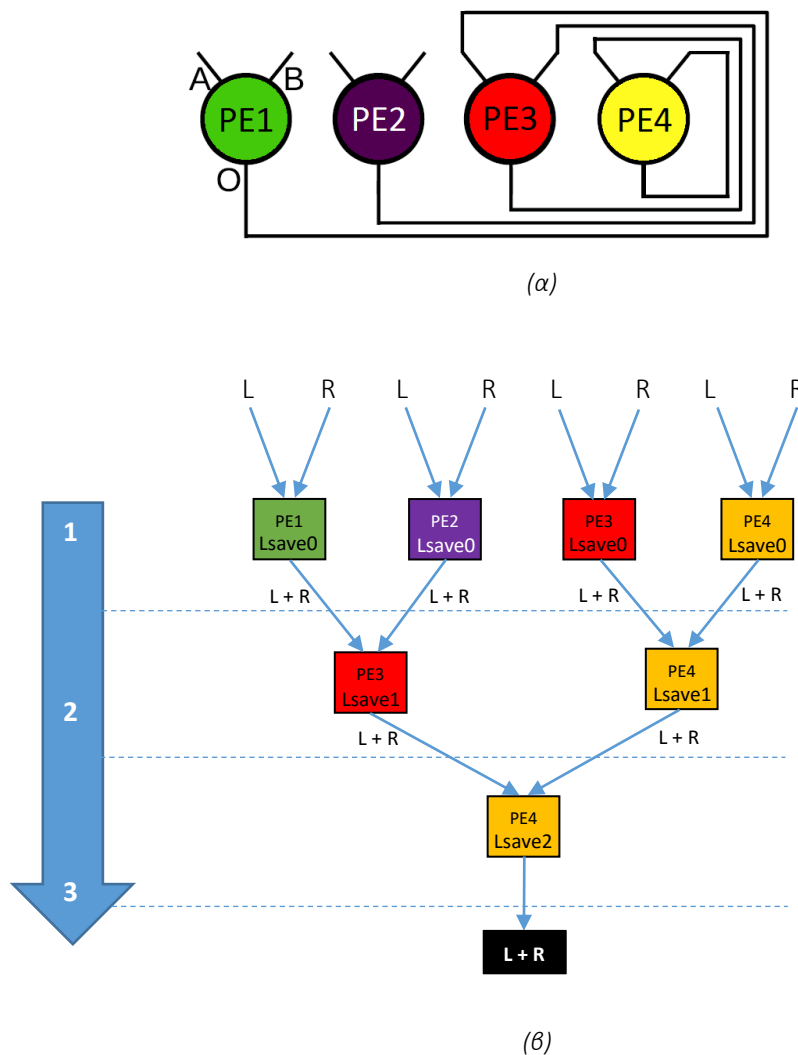 A B
PE1 PE2 PE3 PE4
O
(α)
L R L R L R L R
1
PE1 PE2 PE3 PE4
Lsave0 Lsave0 Lsave0 Lsave0
L + R L + R L + R L + R
PE3 PE4
Lsave1 Lsave1
2
L + R L + R
PE4
Lsave2
3
L + R
(β)